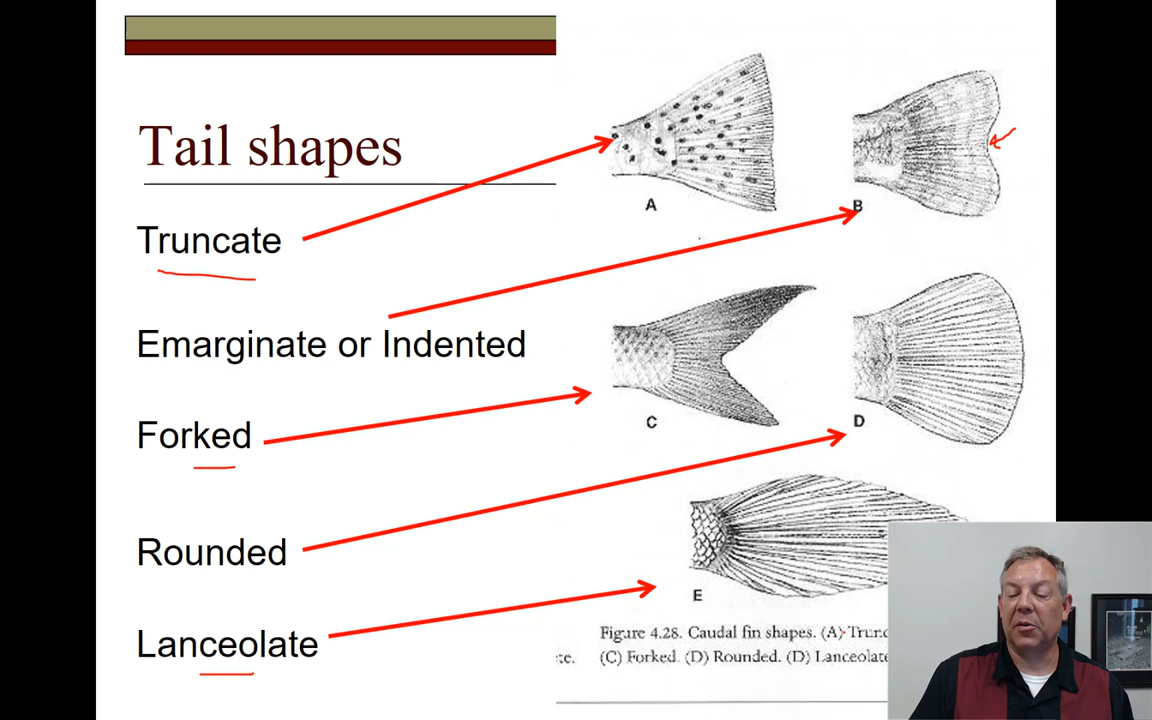 Tail shapes
Truncate
Emarginate or Indented
Forked
Rounded
Lanceolate
A
B
C
D
E
Figure 4.28. Caudal fin shapes. (A) Trunc
te. (C) Forked. (D) Rounded. (D) Lanceolate